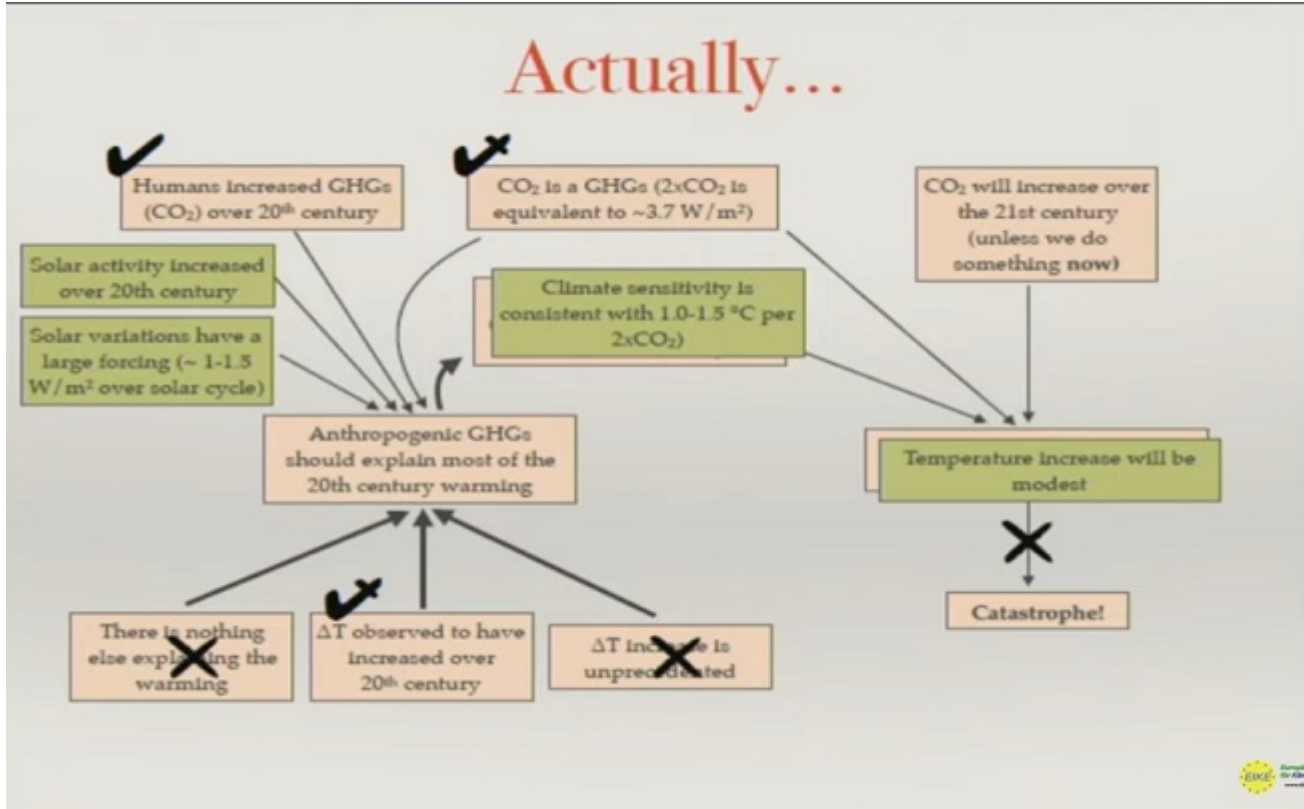 Actually...
Humans increased GHGs
(CO₂) over 20th century
CO₂ is a GHGs (2xCO₂ is
equivalent to ~3.7 W/m²)
CO₂ will increase over
the 21st century
(unless we do
something now)
Solar activity increased
over 20th century
Climate sensitivity is
consistent with 1.0-1.5 °C per
2xCO₂)
Solar variations have a
large forcing (~ 1-1.5
W/m² over solar cycle)
Anthropogenic GHGs
should explain most of the
20th century warming
Temperature increase will be
modest
There is nothing
else explaining the
warming
ΔT observed to have
increased over
20th century
ΔT increase is
unprecedented
Catastrophe!
EIKE